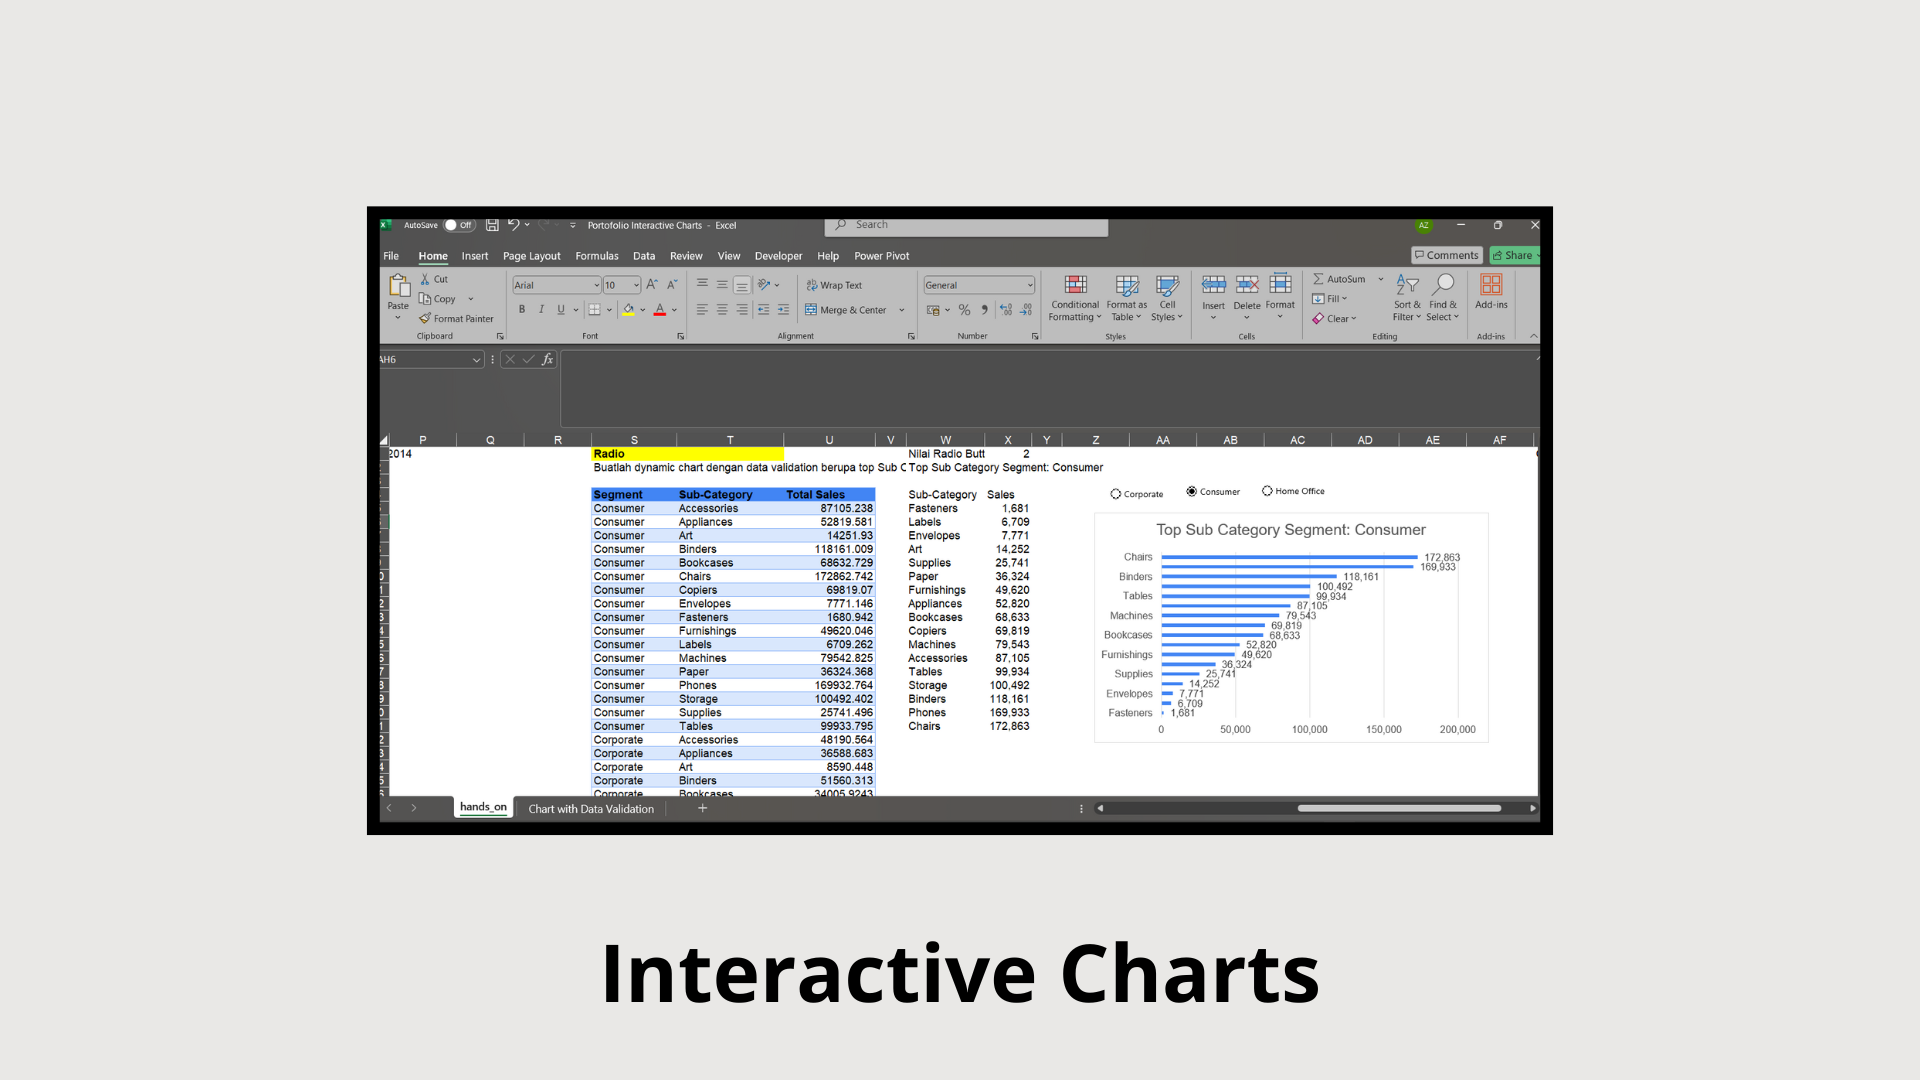 AutoSave Off Portofolio Interactive Charts - Excel Search AZ
File Home Insert Page Layout Formulas Data Review View Developer Help Power Pivot Comments Share
Paste Cut Copy Format Painter Clipboard
Arial 10 B I U Font
Wrap Text Merge & Center Alignment
General % Number
Conditional Formatting Format as Table Cell Styles Styles
Insert Delete Format Cells
AutoSum Fill Clear Sort & Filter Find & Select Editing
Add-ins Add-ins
AH6 fx
P Q R S T U V W X Y Z AA AB AC AD AE AF
2014 Radio Nilai Radio Butt 2
Buatlah dynamic chart dengan data validation berupa top Sub C Top Sub Category Segment: Consumer
Segment Sub-Category Total Sales
Consumer Accessories 87105.238
Consumer Appliances 52819.581
Consumer Art 14251.93
Consumer Binders 118161.009
Consumer Bookcases 68632.729
Consumer Chairs 172862.742
Consumer Copiers 69819.07
Consumer Envelopes 7771.146
Consumer Fasteners 1680.942
Consumer Furnishings 49620.046
Consumer Labels 6709.262
Consumer Machines 79542.825
Consumer Paper 36324.368
Consumer Phones 169932.764
Consumer Storage 100492.402
Consumer Supplies 25741.496
Consumer Tables 99933.795
Corporate Accessories 48190.564
Corporate Appliances 36588.683
Corporate Art 8590.448
Corporate Binders 51560.313
Corporate Bookcases 34005.9243
Sub-Category Sales
Fasteners 1,681
Labels 6,709
Envelopes 7,771
Art 14,252
Supplies 25,741
Paper 36,324
Furnishings 49,620
Appliances 52,820
Bookcases 68,633
Copiers 69,819
Machines 79,543
Accessories 87,105
Tables 99,934
Storage 100,492
Binders 118,161
Phones 169,933
Chairs 172,863
Corporate Consumer Home Office
Top Sub Category Segment: Consumer
Chairs 172,863
169,933
Binders 118,161
100,492
Tables 99,934
87,105
Machines 79,543
69,819
Bookcases 68,633
52,820
Furnishings 49,620
36,324
Supplies 25,741
14,252
Envelopes 7,771
6,709
Fasteners 1,681
0 50,000 100,000 150,000 200,000
hands_on Chart with Data Validation
Interactive Charts